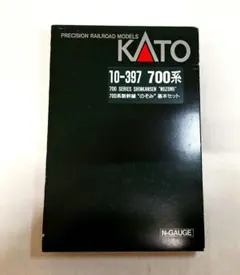 PRECISION RAILROAD MODELS
KATO
10-397 700系
700 SERIES SHINKANSEN "NOZOMI"
700系新幹線"のぞみ"基本セット
N-GAUGE